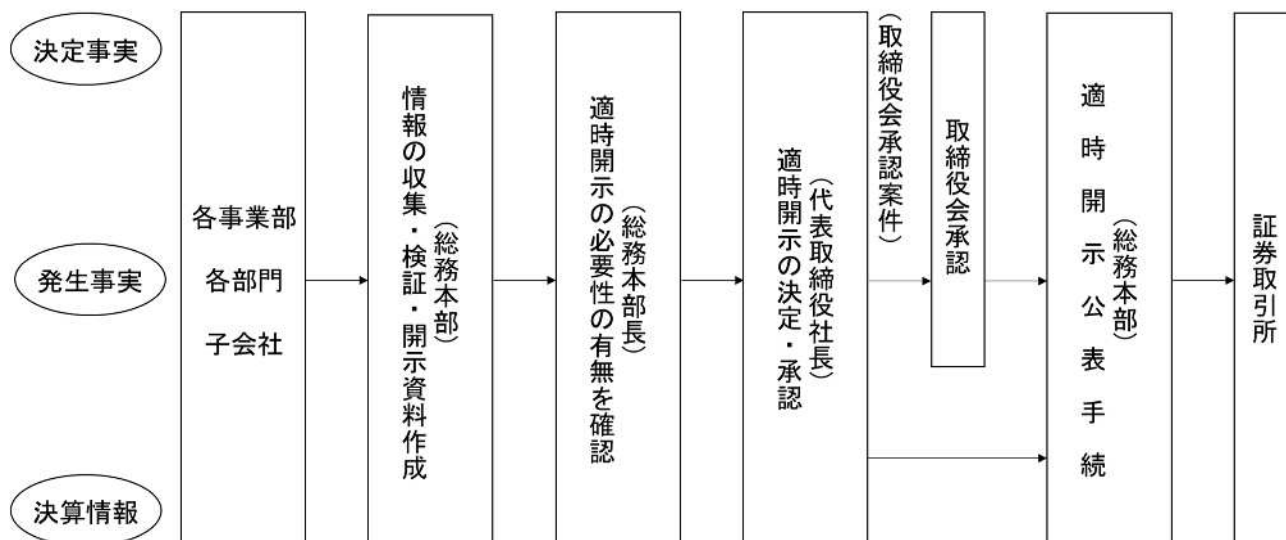 決定事実
発生事実
決算情報
各事業部
各部門
子会社
情報の収集・検証・開示資料作成
（総務本部）
適時開示の必要性の有無を確認
（総務本部長）
適時開示の決定・承認
（代表取締役社長）
（取締役会承認案件）
取締役会承認
適時開示公表手続
（総務本部）
証券取引所